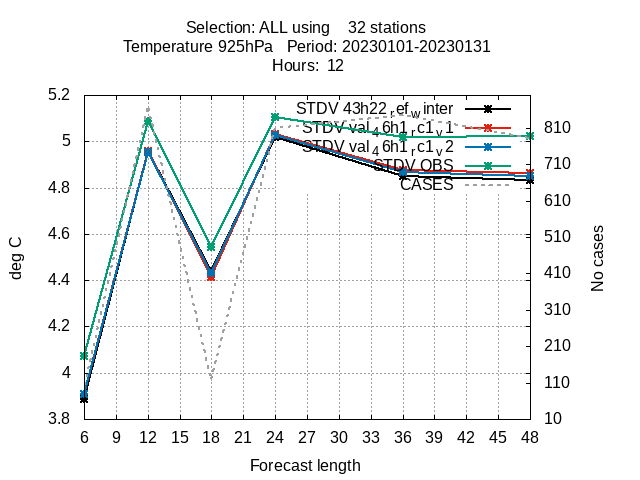 Selection: ALL using    32 stations
Temperature 925hPa   Period: 20230101-20230131
Hours:  12
STDV 43h22_ref_winter
STDV val_46h1_rc1_v1
STDV val_46h1_rc1_v2
STDV OBS
CASES
5.2
5
4.8
4.6
4.4
4.2
4
3.8
deg C
810
710
610
510
410
310
210
110
10
No cases
6 9 12 15 18 21 24 27 30 33 36 39 42 45 48
Forecast length